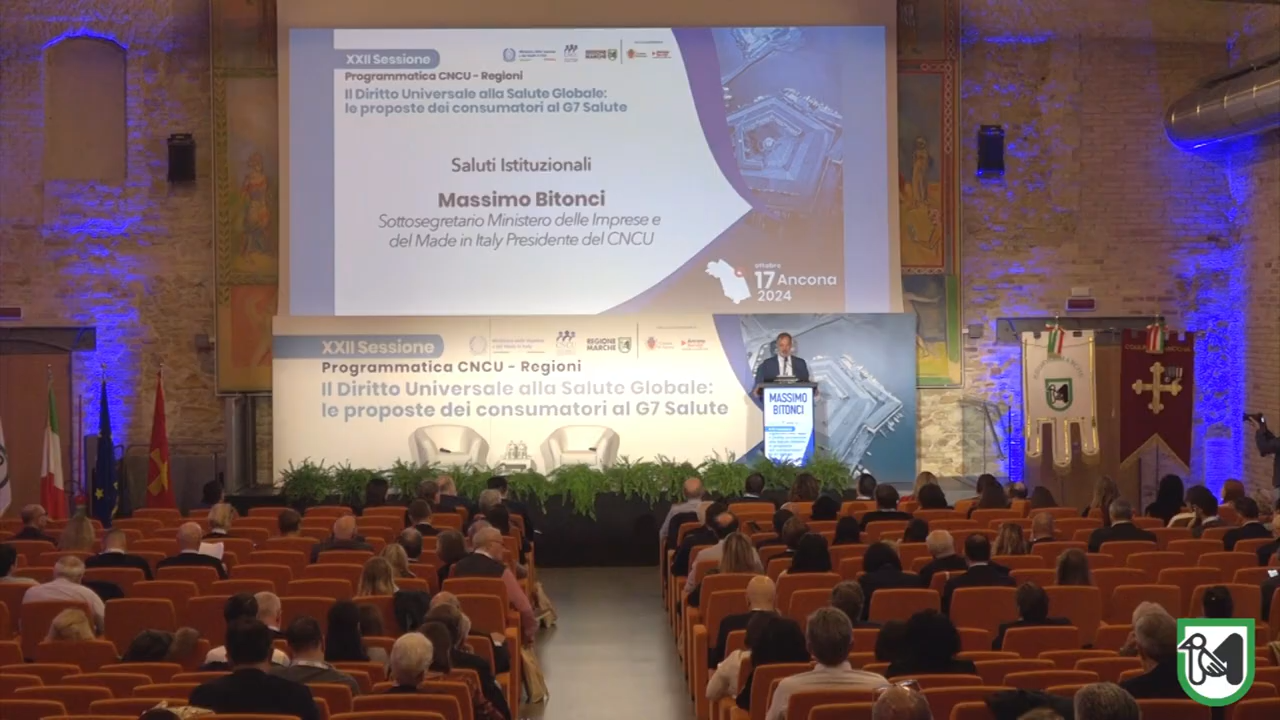 XXII Sessione
Programmatica CNCU - Regioni
Il Diritto Universale alla Salute Globale:
le proposte dei consumatori al G7 Salute
Saluti Istituzionali
Massimo Bitonci
Sottosegretario Ministero delle Imprese e
del Made in Italy Presidente del CNCU
ottobre
17 Ancona
2024
XXII Sessione
REGIONE
MARCHE
Programmatica CNCU - Regioni
Il Diritto Universale alla Salute Globale:
le proposte dei consumatori al G7 Salute
MASSIMO
BITONCI